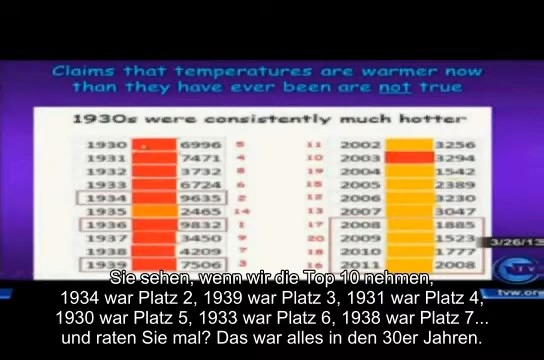 Claims that temperatures are warmer now
than they have ever been are not true
1930s were consistently much hotter
1930 6996 5 11 2002 3256
1931 7471 4 10 2003 3294
1932 3732 8 19 2004 1542
1933 6724 6 15 2005 2389
1934 9635 2 12 2006 3230
1935 2465 14 13 2007 3047
1936 9832 1 17 2008 1885
1937 3450 9 20 2009 1523
1938 4209 7 18 2010 1777
1939 7506 3 16 2011 2008
3/26/13
TV
tvw.or
Sie sehen, wenn wir die Top 10 nehmen,
1934 war Platz 2, 1939 war Platz 3, 1931 war Platz 4,
1930 war Platz 5, 1933 war Platz 6, 1938 war Platz 7...
und raten Sie mal? Das war alles in den 30er Jahren.